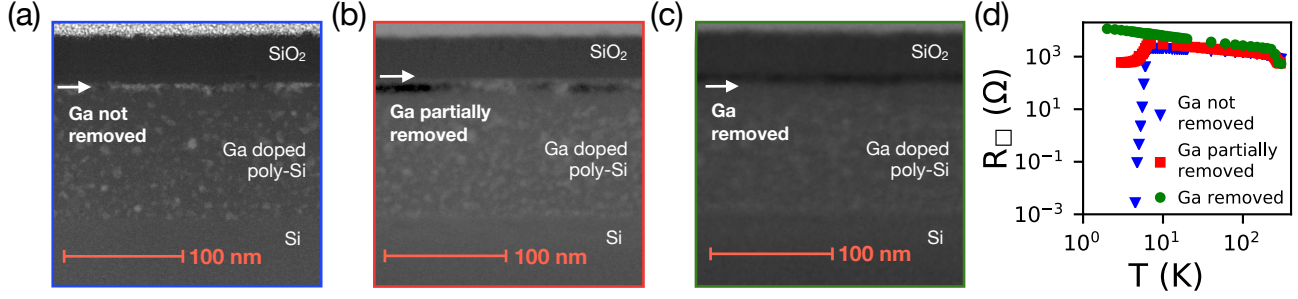 (a)
SiO2
Ga not
removed
Ga doped
poly-Si
Si
100 nm
(b)
SiO2
Ga partially
removed
Ga doped
poly-Si
Si
100 nm
(c)
SiO2
Ga
removed
Ga doped
poly-Si
Si
100 nm
(d)
R□ (Ω)
10³
10¹
10⁻¹
10⁻³
Ga not
removed
Ga partially
removed
Ga removed
10⁰ 10¹ 10²
T (K)